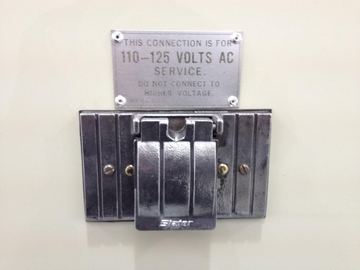 THIS CONNECTION IS FOR
110-125 VOLTS AC
SERVICE.
DO NOT CONNECT TO
HIGHER VOLTAGE.
Slater